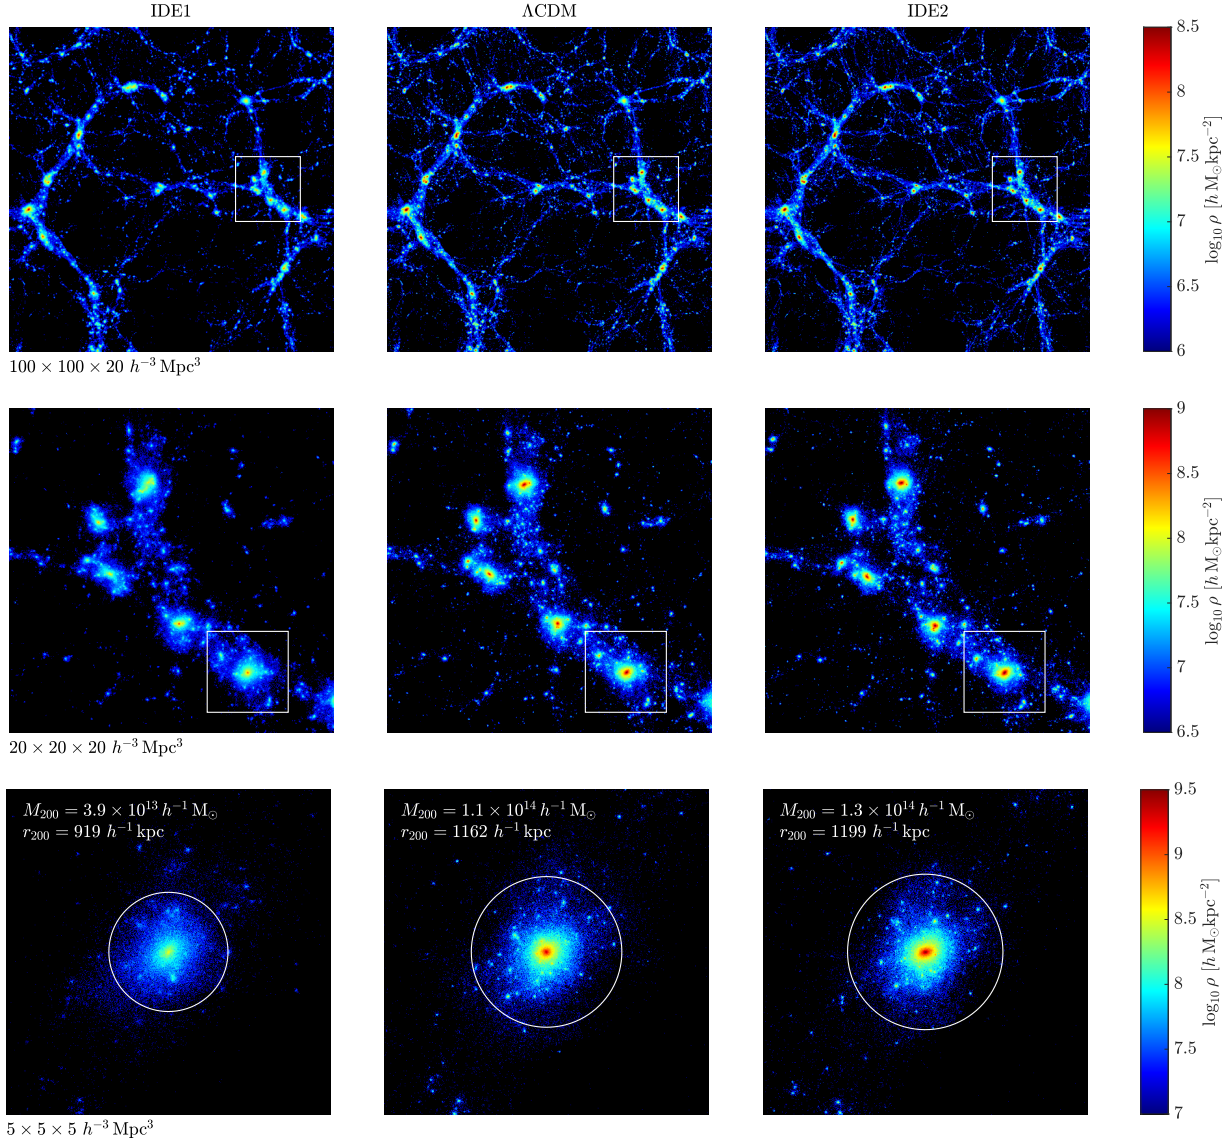 IDE1
ΛCDM
IDE2
8.5
8
7.5
7
6.5
6
log₁₀ ρ [h M☉kpc⁻²]
100 × 100 × 20 h⁻³ Mpc³
9
8.5
8
7.5
7
6.5
log₁₀ ρ [h M☉kpc⁻²]
20 × 20 × 20 h⁻³ Mpc³
M₂₀₀ = 3.9 × 10¹³ h⁻¹ M☉
r₂₀₀ = 919 h⁻¹ kpc
M₂₀₀ = 1.1 × 10¹⁴ h⁻¹ M☉
r₂₀₀ = 1162 h⁻¹ kpc
M₂₀₀ = 1.3 × 10¹⁴ h⁻¹ M☉
r₂₀₀ = 1199 h⁻¹ kpc
9.5
9
8.5
8
7.5
7
log₁₀ ρ [h M☉kpc⁻²]
5 × 5 × 5 h⁻³ Mpc³